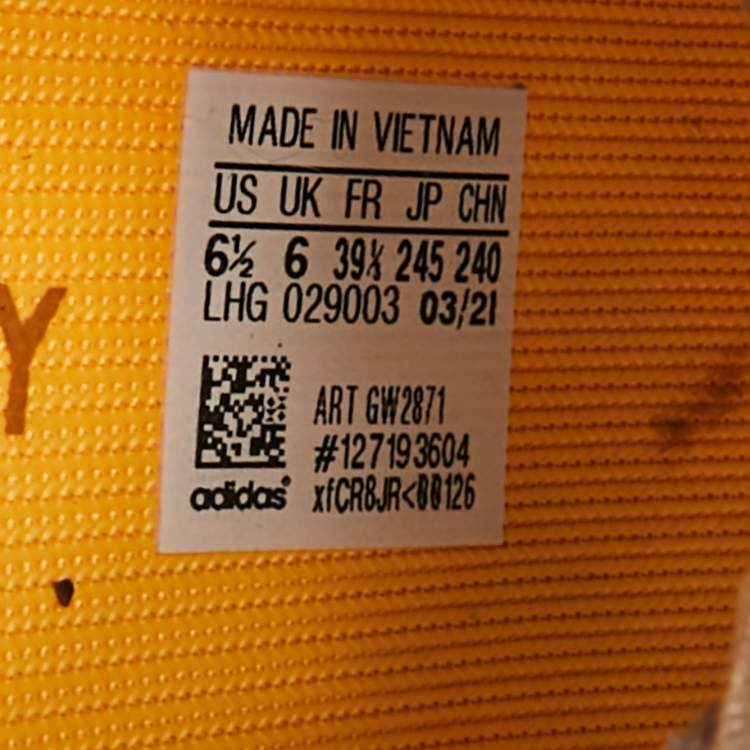 MADE IN VIETNAM
US UK FR JP CHN
6½ 6 39⅓ 245 240
LHG 029003 03/21
ART GW2871
#127193604
adidas® xfCR8JR<00126
Y